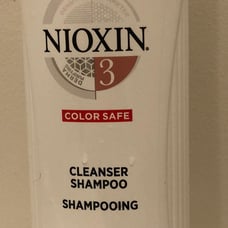 NIOXIN
3
COLOR SAFE
CLEANSER
SHAMPOO
SHAMPOOING